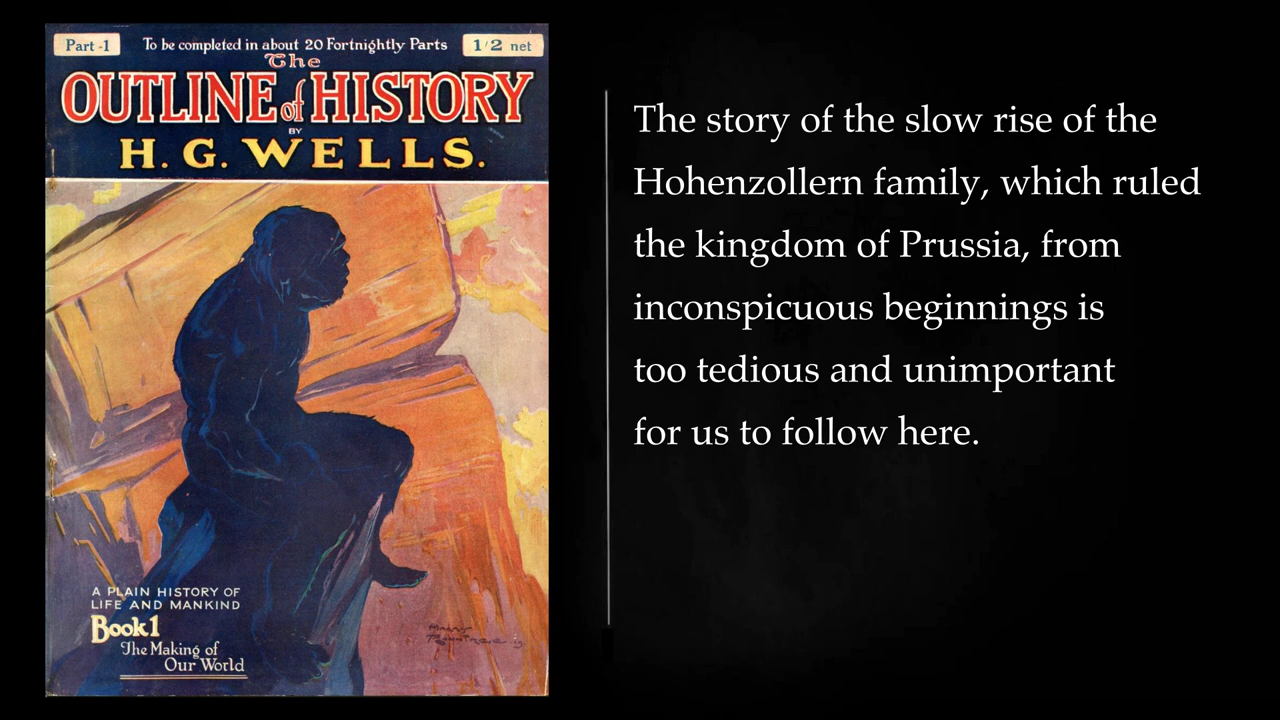 Part -1
To be completed in about 20 Fortnightly Parts
1/2 net
The
OUTLINE of HISTORY
BY
H. G. WELLS.
A PLAIN HISTORY OF
LIFE AND MANKIND
Book 1
The Making of
Our World
The story of the slow rise of the
Hohenzollern family, which ruled
the kingdom of Prussia, from
inconspicuous beginnings is
too tedious and unimportant
for us to follow here.